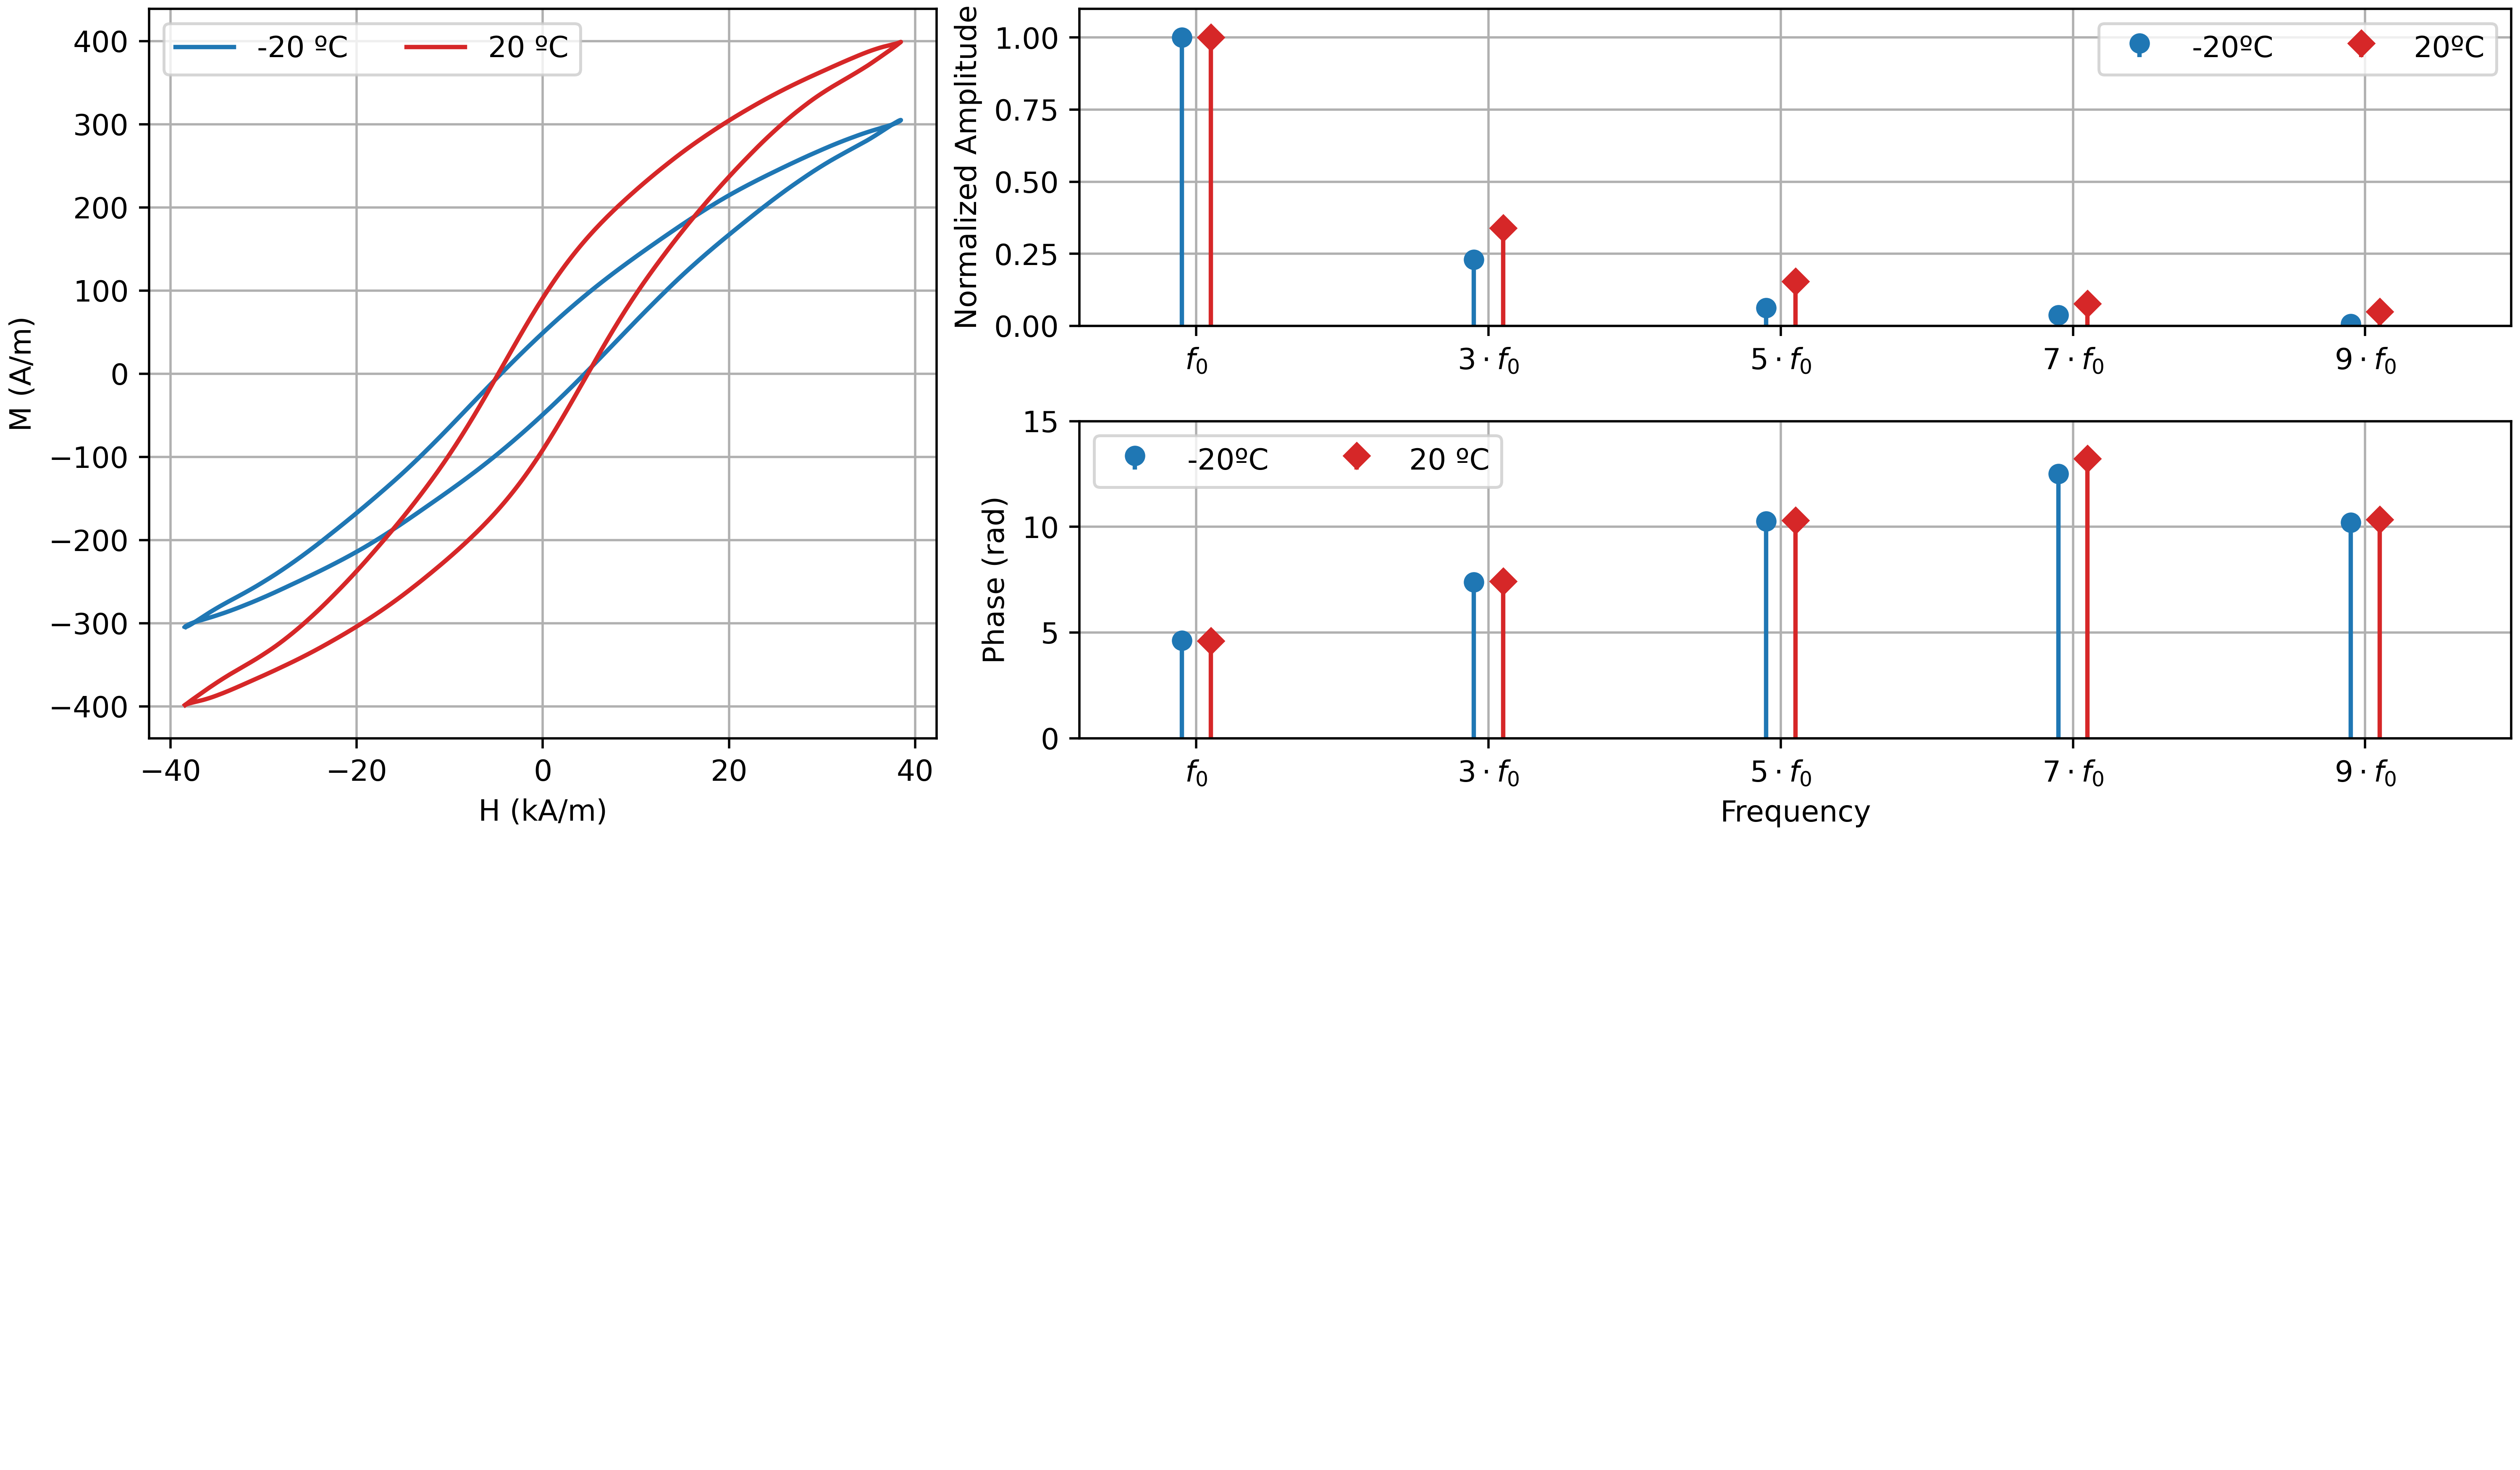 400
300
200
100
0
−100
−200
−300
−400
M (A/m)
-20 ºC 20 ºC
−40 −20 0 20 40
H (kA/m)
1.00
0.75
0.50
0.25
0.00
Normalized Amplitude
-20ºC 20ºC
f₀ 3 · f₀ 5 · f₀ 7 · f₀ 9 · f₀
15
10
5
0
Phase (rad)
-20ºC 20 ºC
f₀ 3 · f₀ 5 · f₀ 7 · f₀ 9 · f₀
Frequency